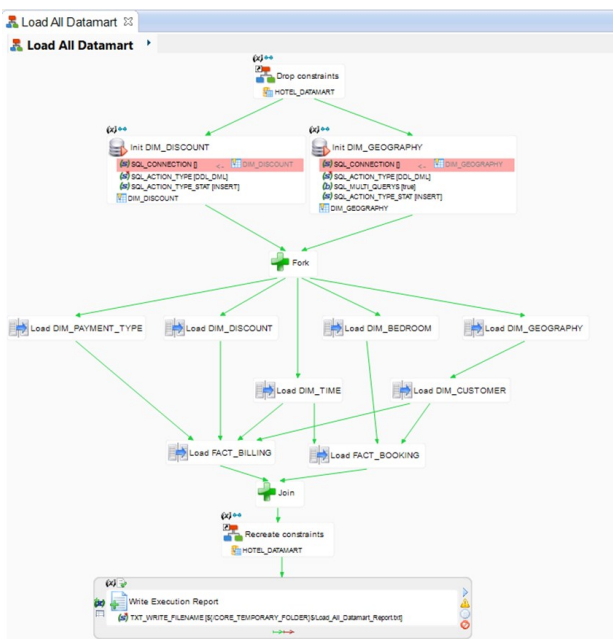 Load All Datamart
Load All Datamart
(x)
Drop constraints
HOTEL_DATAMART
(x)
Init DIM_DISCOUNT
(x) SQL_CONNECTION [] <- DIM_DISCOUNT
(x) SQL_ACTION_TYPE [DDL_DML]
(x) SQL_ACTION_TYPE_STAT [INSERT]
DIM_DISCOUNT
(x)
Init DIM_GEOGRAPHY
(x) SQL_CONNECTION [] <- DIM_GEOGRAPHY
(x) SQL_ACTION_TYPE [DDL_DML]
(b) SQL_MULTI_QUERYS [true]
(x) SQL_ACTION_TYPE_STAT [INSERT]
DIM_GEOGRAPHY
Fork
Load DIM_PAYMENT_TYPE
Load DIM_DISCOUNT
Load DIM_BEDROOM
Load DIM_GEOGRAPHY
Load DIM_TIME
Load DIM_CUSTOMER
Load FACT_BILLING
Load FACT_BOOKING
Join
(x)
Recreate constraints
HOTEL_DATAMART
(x)
Write Execution Report
(x) TXT_WRITE_FILENAME [${/CORE_TEMPORARY_FOLDER}$/Load_All_Datamart_Report.txt]